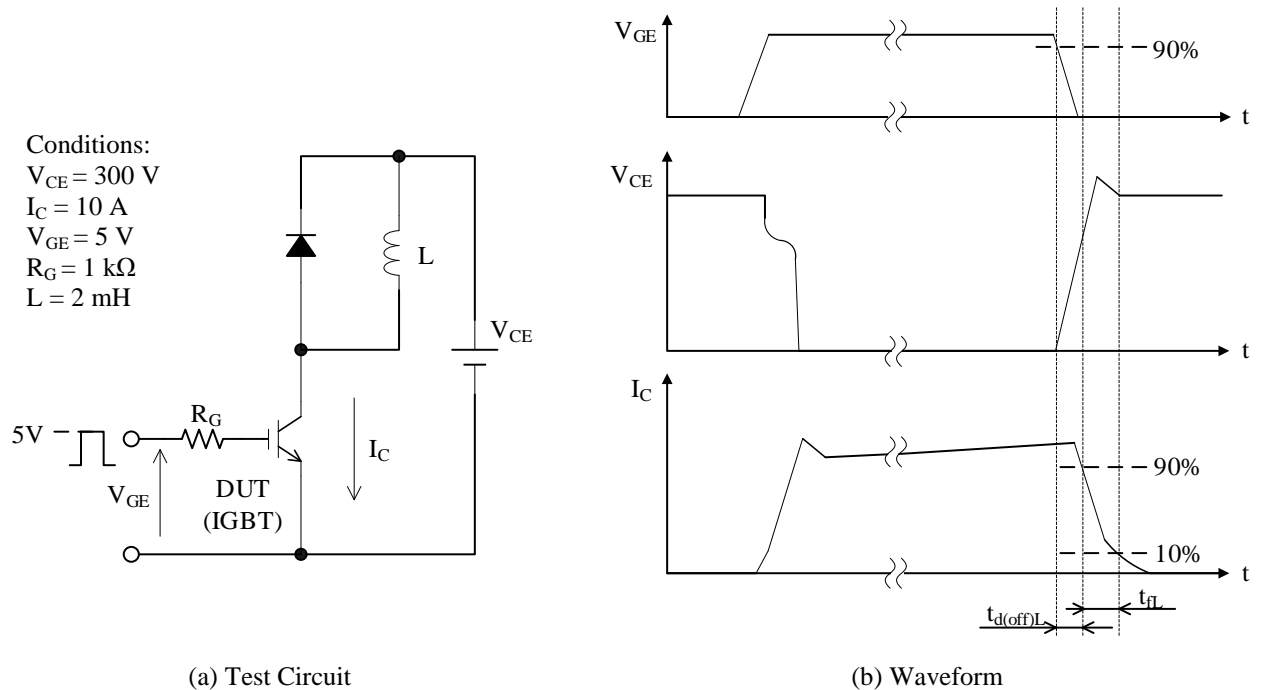 Conditions:
V_CE = 300 V
I_C = 10 A
V_GE = 5 V
R_G = 1 kΩ
L = 2 mH
L
V_CE
R_G
5V
I_C
V_GE
DUT
(IGBT)
(a) Test Circuit
V_GE
90%
t
V_CE
t
I_C
90%
10%
t
t_fL
t_d(off)L
(b) Waveform